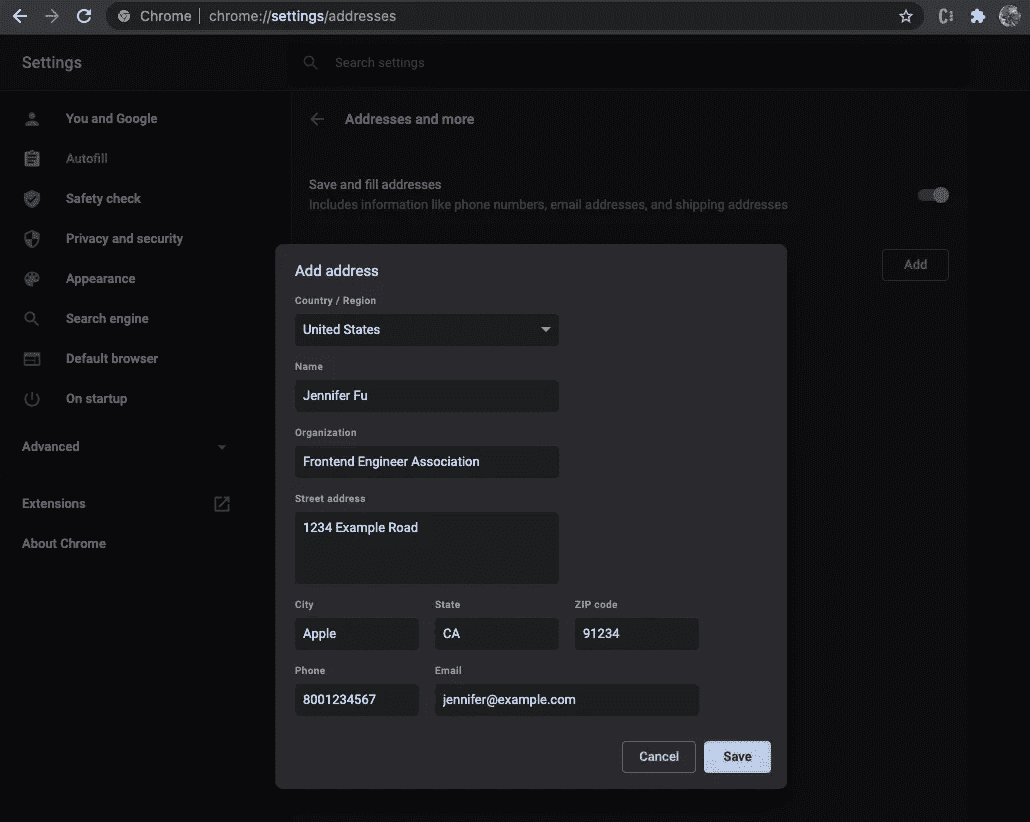 Chrome | chrome://settings/addresses
Settings
Search settings
You and Google
Autofill
Safety check
Privacy and security
Appearance
Search engine
Default browser
On startup
Advanced
Extensions
About Chrome
Addresses and more
Save and fill addresses
Includes information like phone numbers, email addresses, and shipping addresses
Add
Add address
Country / Region
United States
Name
Jennifer Fu
Organization
Frontend Engineer Association
Street address
1234 Example Road
City State ZIP code
Apple CA 91234
Phone Email
8001234567 jennifer@example.com
Cancel Save